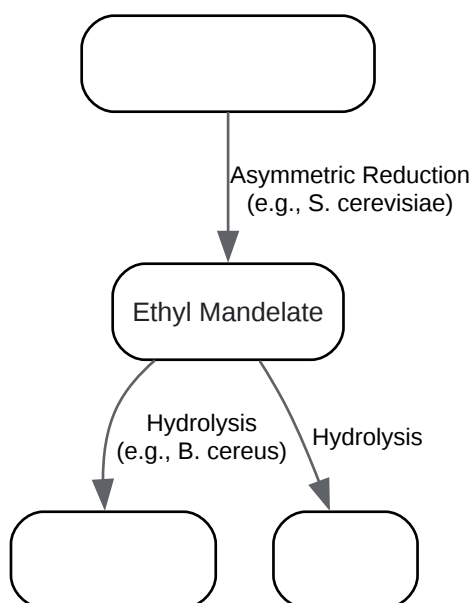 Asymmetric Reduction
(e.g., S. cerevisiae)
Ethyl Mandelate
Hydrolysis
(e.g., B. cereus)
Hydrolysis